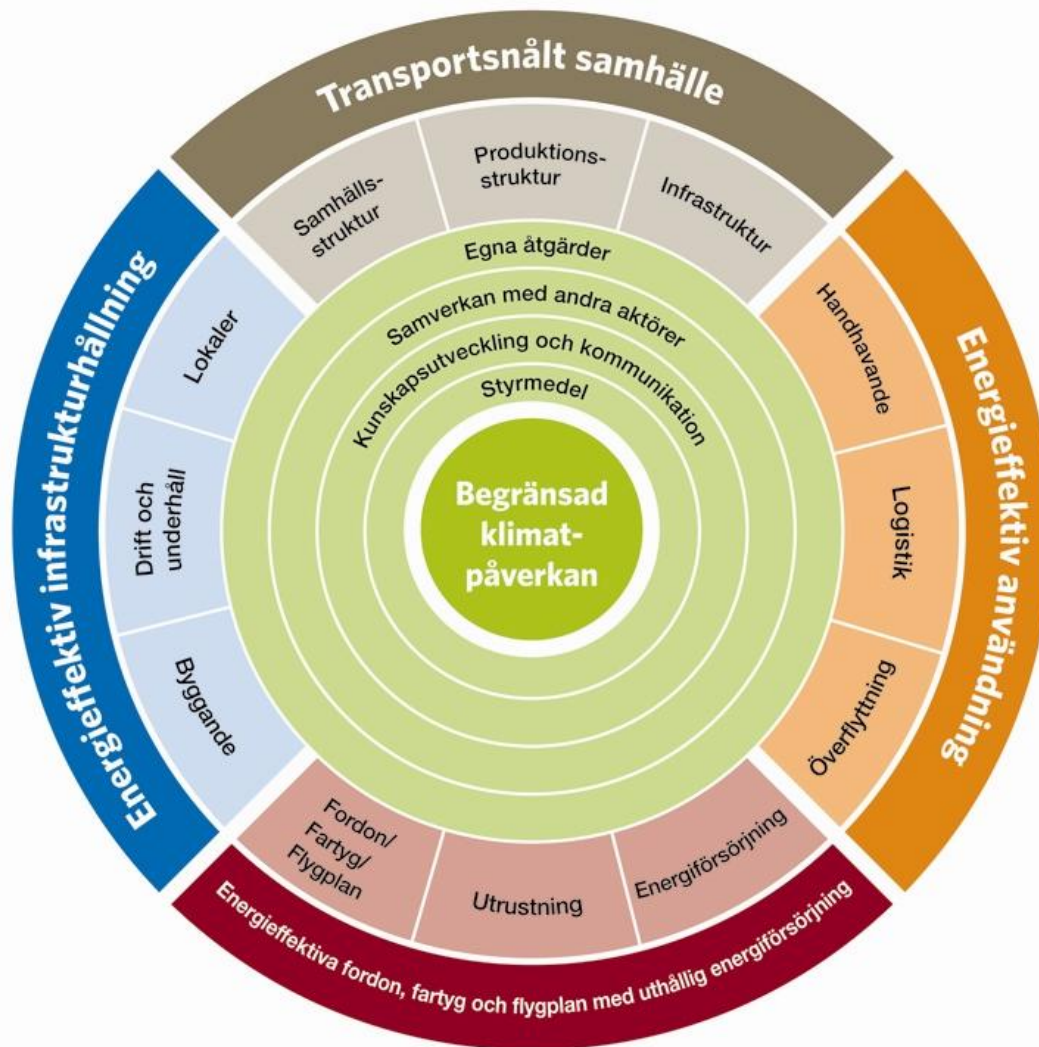 Transportsnålt samhälle
Samhälls-
struktur
Produktions-
struktur
Infrastruktur
Energieffektiv användning
Handhavande
Logistik
Överflyttning
Energieffektiva fordon, fartyg och flygplan med uthållig energiförsörjning
Fordon/
Fartyg/
Flygplan
Utrustning
Energiförsörjning
Energieffektiv infrastrukturhållning
Lokaler
Drift och
underhåll
Byggande
Egna åtgärder
Samverkan med andra aktörer
Kunskapsutveckling och kommunikation
Styrmedel
Begränsad
klimat-
påverkan